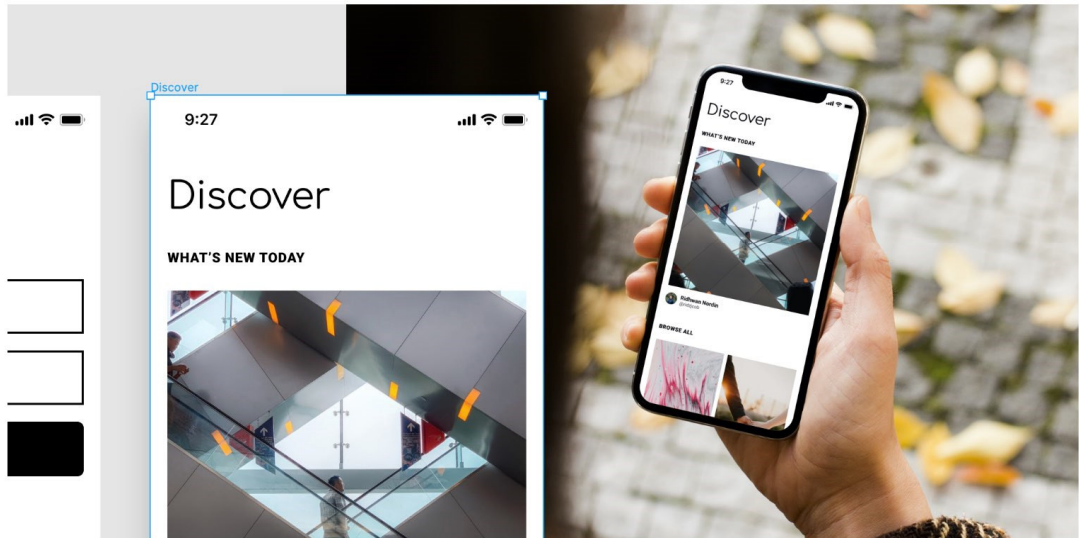 Discover
9:27
Discover
WHAT'S NEW TODAY
9:27
Discover
WHAT'S NEW TODAY
Ridhwan Nordin
BROWSE ALL